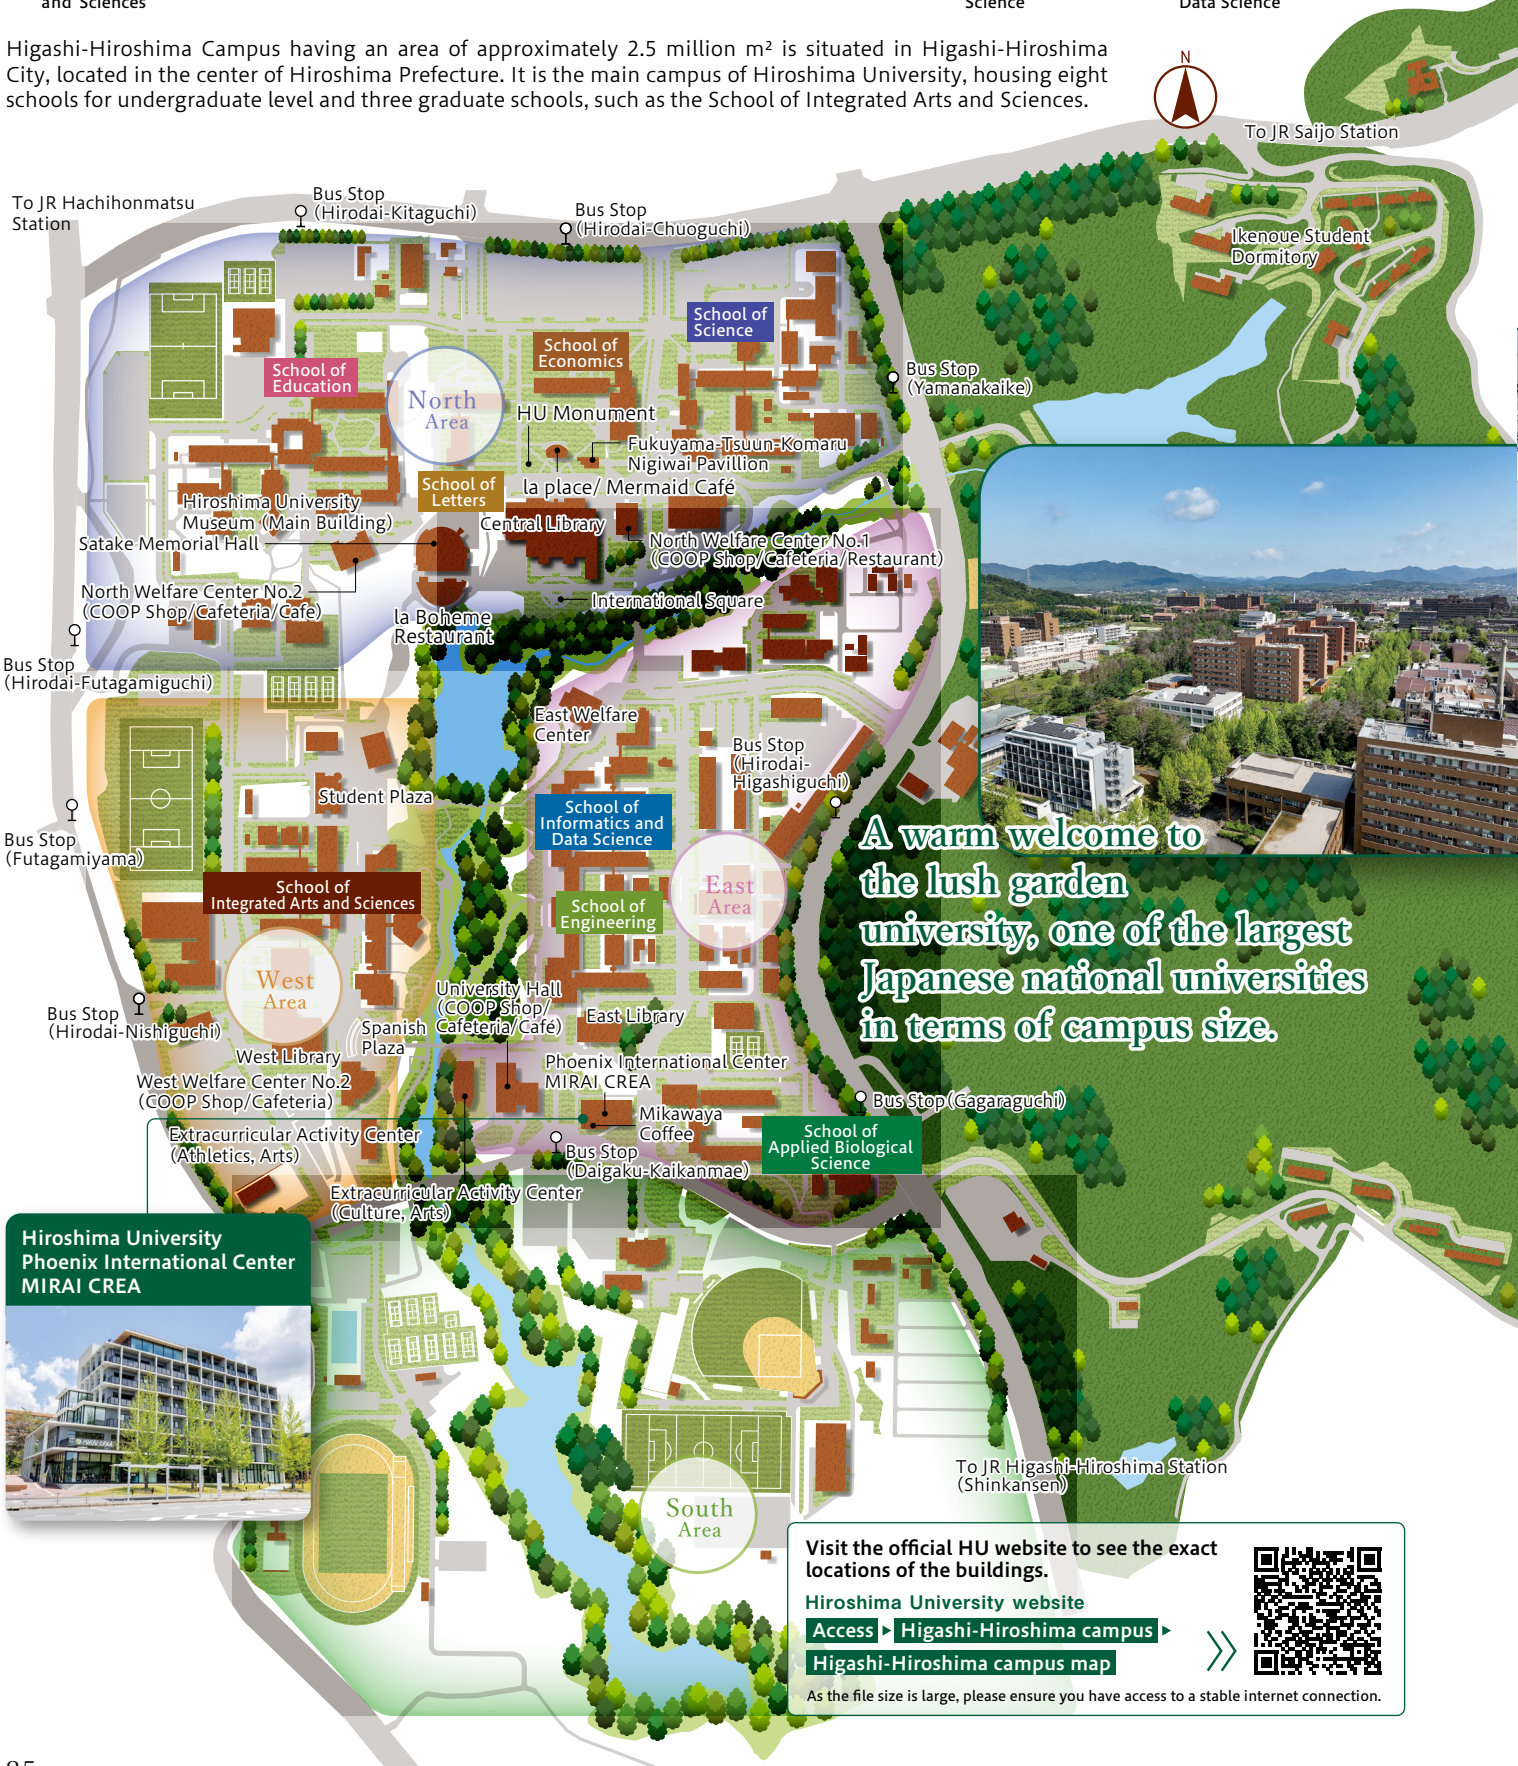 and Sciences
Science
Data Science
Higashi-Hiroshima Campus having an area of approximately 2.5 million m² is situated in Higashi-Hiroshima
City, located in the center of Hiroshima Prefecture. It is the main campus of Hiroshima University, housing eight
schools for undergraduate level and three graduate schools, such as the School of Integrated Arts and Sciences.
N
To JR Saijo Station
To JR Hachihonmatsu
Station
Bus Stop
(Hirodai-Kitaguchi)
Bus Stop
(Hirodai-Chuoguchi)
Ikenoue Student
Dormitory
School of
Science
School of
Economics
School of
Education
Bus Stop
(Yamanakaike)
North
Area
HU Monument
Fukuyama-Tsuun-Komaru
Nigiwai Pavillion
la place/ Mermaid Café
School of
Letters
Hiroshima University
Museum (Main Building)
Central Library
Satake Memorial Hall
North Welfare Center No.1
(COOP Shop/Cafeteria/Restaurant)
North Welfare Center No.2
(COOP Shop/Cafeteria/Café)
International Square
la Boheme
Restaurant
Bus Stop
(Hirodai-Futagamiguchi)
East Welfare
Center
Bus Stop
(Hirodai-
Higashiguchi)
Student Plaza
School of
Informatics and
Data Science
Bus Stop
(Futagamiyama)
A warm welcome to
the lush garden
university, one of the largest
Japanese national universities
in terms of campus size.
School of
Integrated Arts and Sciences
East
Area
School of
Engineering
West
Area
University Hall
(COOP Shop/
Cafeteria/Café)
Bus Stop
(Hirodai-Nishiguchi)
East Library
Spanish
Plaza
West Library
Phoenix International Center
MIRAI CREA
West Welfare Center No.2
(COOP Shop/Cafeteria)
Bus Stop (Gagaraguchi)
Mikawaya
Coffee
Extracurricular Activity Center
(Athletics, Arts)
School of
Applied Biological
Science
Bus Stop
(Daigaku-Kaikanmae)
Extracurricular Activity Center
(Culture, Arts)
Hiroshima University
Phoenix International Center
MIRAI CREA
To JR Higashi-Hiroshima Station
(Shinkansen)
South
Area
Visit the official HU website to see the exact
locations of the buildings.
Hiroshima University website
Access ▶ Higashi-Hiroshima campus ▶
Higashi-Hiroshima campus map
As the file size is large, please ensure you have access to a stable internet connection.